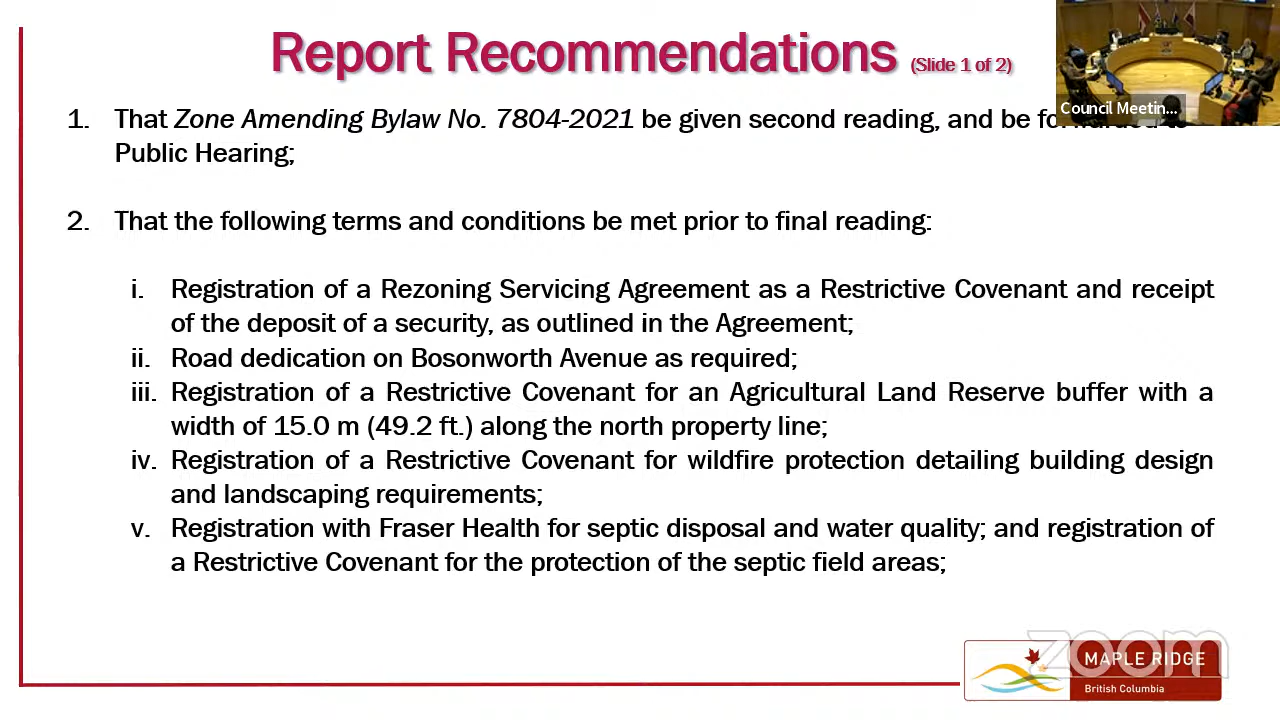 Report Recommendations (Slide 1 of 2)
Council Meetin...
1. That Zone Amending Bylaw No. 7804-2021 be given second reading, and be forwarded to
Public Hearing;
2. That the following terms and conditions be met prior to final reading:
i. Registration of a Rezoning Servicing Agreement as a Restrictive Covenant and receipt
of the deposit of a security, as outlined in the Agreement;
ii. Road dedication on Bosonworth Avenue as required;
iii. Registration of a Restrictive Covenant for an Agricultural Land Reserve buffer with a
width of 15.0 m (49.2 ft.) along the north property line;
iv. Registration of a Restrictive Covenant for wildfire protection detailing building design
and landscaping requirements;
v. Registration with Fraser Health for septic disposal and water quality; and registration of
a Restrictive Covenant for the protection of the septic field areas;
zoom
MAPLE RIDGE
British Columbia